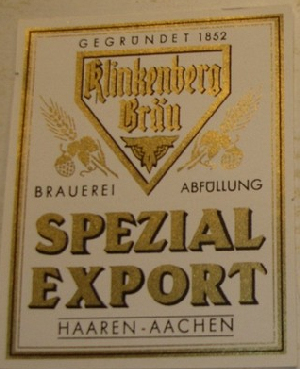 GEGRÜNDET 1852
Klinkenberg
Bräu
BRAUEREI ABFÜLLUNG
SPEZIAL
EXPORT
HAAREN-AACHEN